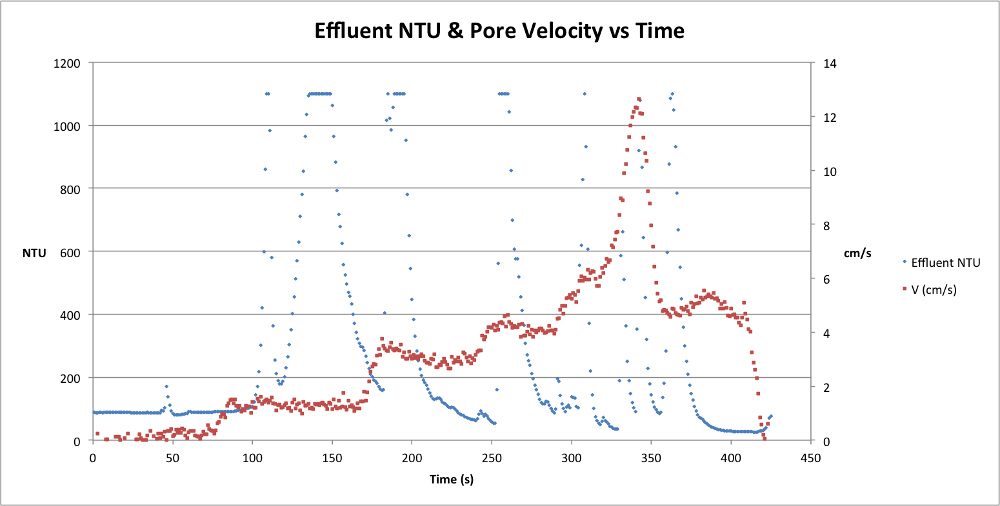 Effluent NTU & Pore Velocity vs Time
1200
1000
800
600
400
200
0
NTU
14
12
10
8
6
4
2
0
cm/s
0 50 100 150 200 250 300 350 400 450
Time (s)
Effluent NTU
V (cm/s)